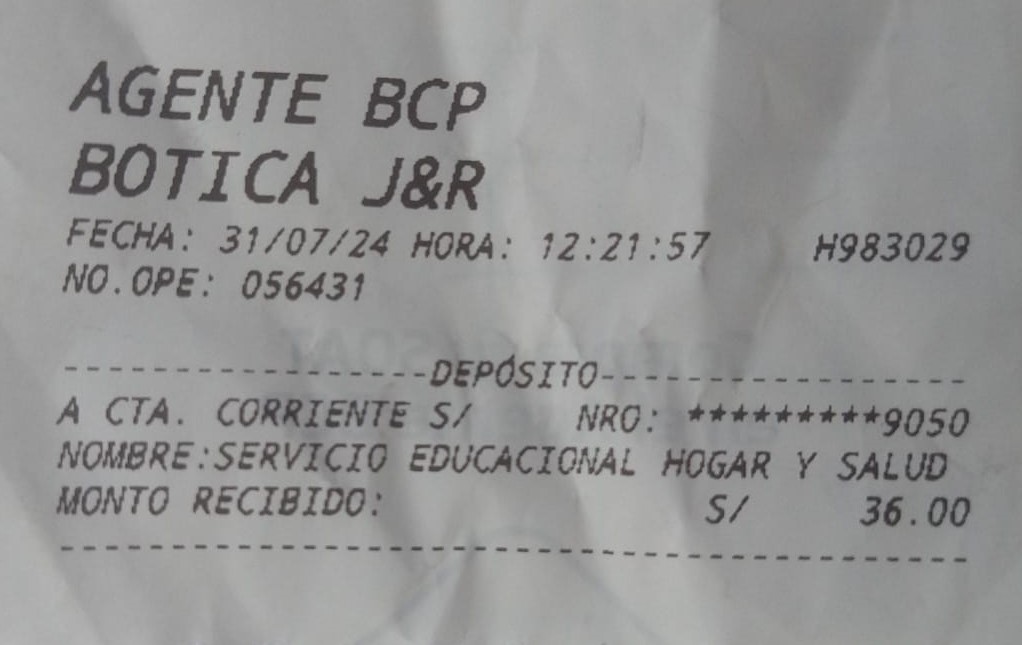 AGENTE BCP
BOTICA J&R
FECHA: 31/07/24 HORA: 12:21:57 H983029
NO.OPE: 056431
-----------------DEPÓSITO-----------------
A CTA. CORRIENTE S/ NRO: *********9050
NOMBRE:SERVICIO EDUCACIONAL HOGAR Y SALUD
MONTO RECIBIDO: S/ 36.00
------------------------------------------